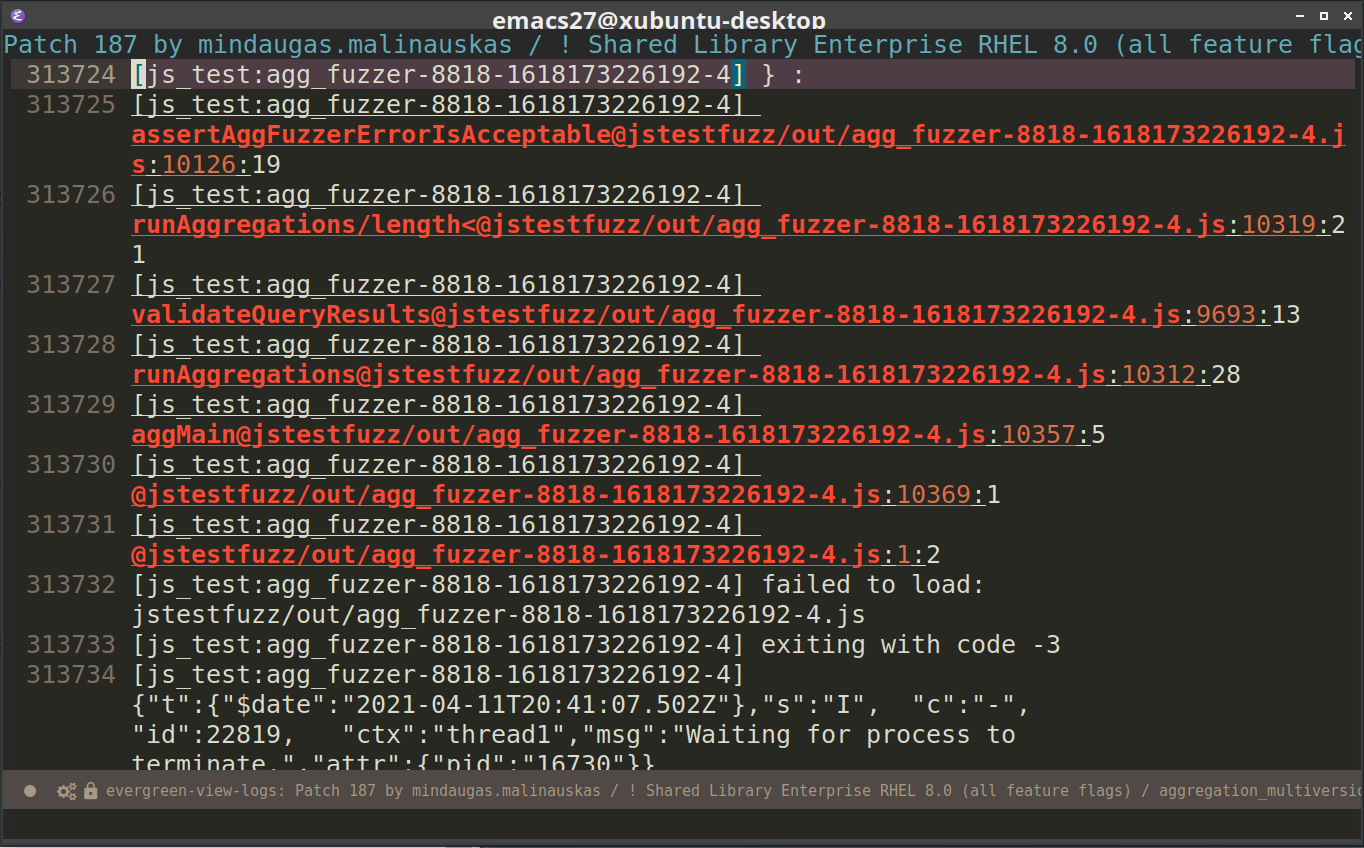 emacs27@xubuntu-desktop
Patch 187 by mindaugas.malinauskas / ! Shared Library Enterprise RHEL 8.0 (all feature flag
313724 [js_test:agg_fuzzer-8818-1618173226192-4] } :
313725 [js_test:agg_fuzzer-8818-1618173226192-4]
assertAggFuzzerErrorIsAcceptable@jstestfuzz/out/agg_fuzzer-8818-1618173226192-4.j
s:10126:19
313726 [js_test:agg_fuzzer-8818-1618173226192-4]
runAggregations/length<@jstestfuzz/out/agg_fuzzer-8818-1618173226192-4.js:10319:2
1
313727 [js_test:agg_fuzzer-8818-1618173226192-4]
validateQueryResults@jstestfuzz/out/agg_fuzzer-8818-1618173226192-4.js:9693:13
313728 [js_test:agg_fuzzer-8818-1618173226192-4]
runAggregations@jstestfuzz/out/agg_fuzzer-8818-1618173226192-4.js:10312:28
313729 [js_test:agg_fuzzer-8818-1618173226192-4]
aggMain@jstestfuzz/out/agg_fuzzer-8818-1618173226192-4.js:10357:5
313730 [js_test:agg_fuzzer-8818-1618173226192-4]
@jstestfuzz/out/agg_fuzzer-8818-1618173226192-4.js:10369:1
313731 [js_test:agg_fuzzer-8818-1618173226192-4]
@jstestfuzz/out/agg_fuzzer-8818-1618173226192-4.js:1:2
313732 [js_test:agg_fuzzer-8818-1618173226192-4] failed to load:
jstestfuzz/out/agg_fuzzer-8818-1618173226192-4.js
313733 [js_test:agg_fuzzer-8818-1618173226192-4] exiting with code -3
313734 [js_test:agg_fuzzer-8818-1618173226192-4]
{"t":{"$date":"2021-04-11T20:41:07.502Z"},"s":"I",  "c":"-",
"id":22819,   "ctx":"thread1","msg":"Waiting for process to
terminate.","attr":{"pid":"16730"}}
evergreen-view-logs: Patch 187 by mindaugas.malinauskas / ! Shared Library Enterprise RHEL 8.0 (all feature flags) / aggregation_multiversio